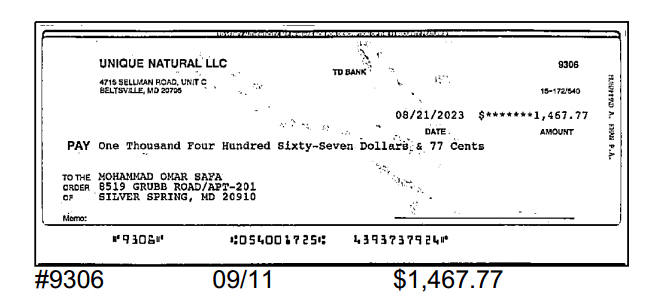 UNIQUE NATURAL LLC
4715 SELLMAN ROAD, UNIT C
BELTSVILLE, MD 20705
TD BANK
9306
15-172/540
08/21/2023 $*******1,467.77
DATE AMOUNT
PAY One Thousand Four Hundred Sixty-Seven Dollars & 77 Cents
TO THE ORDER OF
MOHAMMAD OMAR SAFA
8519 GRUBB ROAD/APT-201
SILVER SPRING, MD 20910
Memo:
⑈9306⑈ ⑆054001725⑆ 4393737924⑈
#9306 09/11 $1,467.77